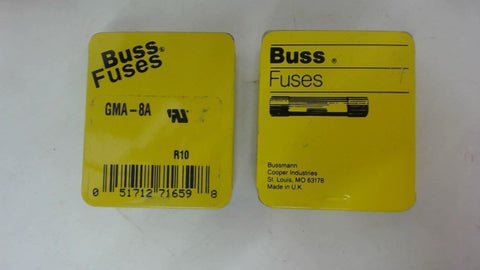 Buss®
Fuses
GMA-8A
R10
0 51712 71659 8
Buss®
Fuses
Bussmann
Cooper Industries
St. Louis, MO 63178
Made in U.K.